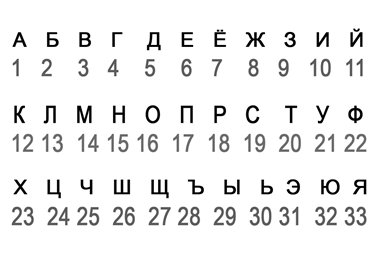 А Б В Г Д Е Ё Ж З И Й
1 2 3 4 5 6 7 8 9 10 11
К Л М Н О П Р С Т У Ф
12 13 14 15 16 17 18 19 20 21 22
Х Ц Ч Ш Щ Ъ Ы Ь Э Ю Я
23 24 25 26 27 28 29 30 31 32 33